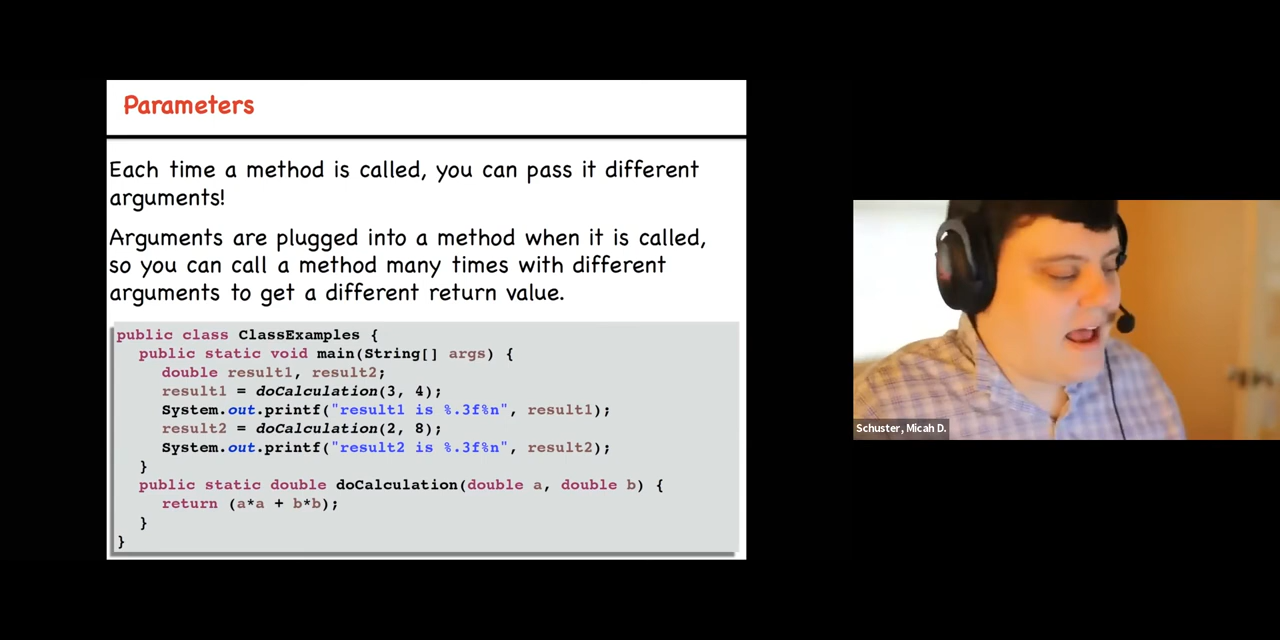 Parameters
Each time a method is called, you can pass it different
arguments!
Arguments are plugged into a method when it is called,
so you can call a method many times with different
arguments to get a different return value.
public class ClassExamples {
public static void main(String[] args) {
double result1, result2;
result1 = doCalculation(3, 4);
System.out.printf("result1 is %.3f%n", result1);
result2 = doCalculation(2, 8);
System.out.printf("result2 is %.3f%n", result2);
}
public static double doCalculation(double a, double b) {
return (a*a + b*b);
}
}
Schuster, Micah D.